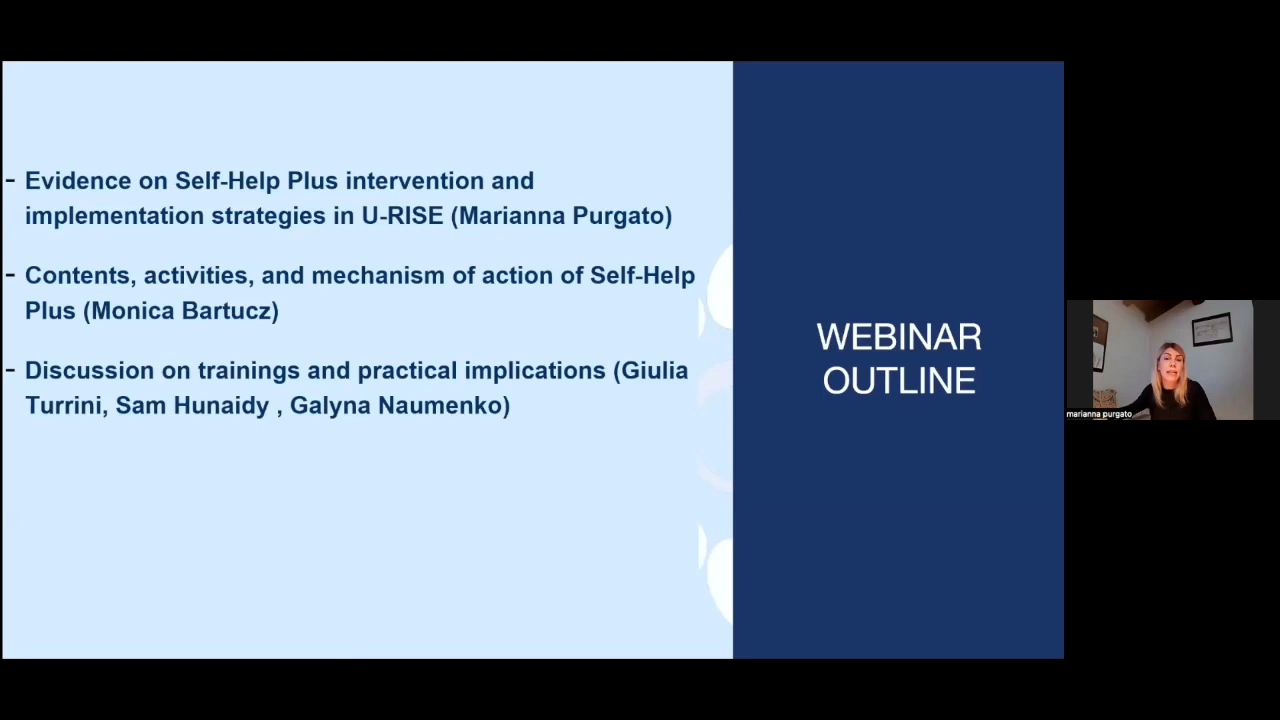 - Evidence on Self-Help Plus intervention and
implementation strategies in U-RISE (Marianna Purgato)
- Contents, activities, and mechanism of action of Self-Help
Plus (Monica Bartucz)
- Discussion on trainings and practical implications (Giulia
Turrini, Sam Hunaidy , Galyna Naumenko)
WEBINAR
OUTLINE
marianna purgato